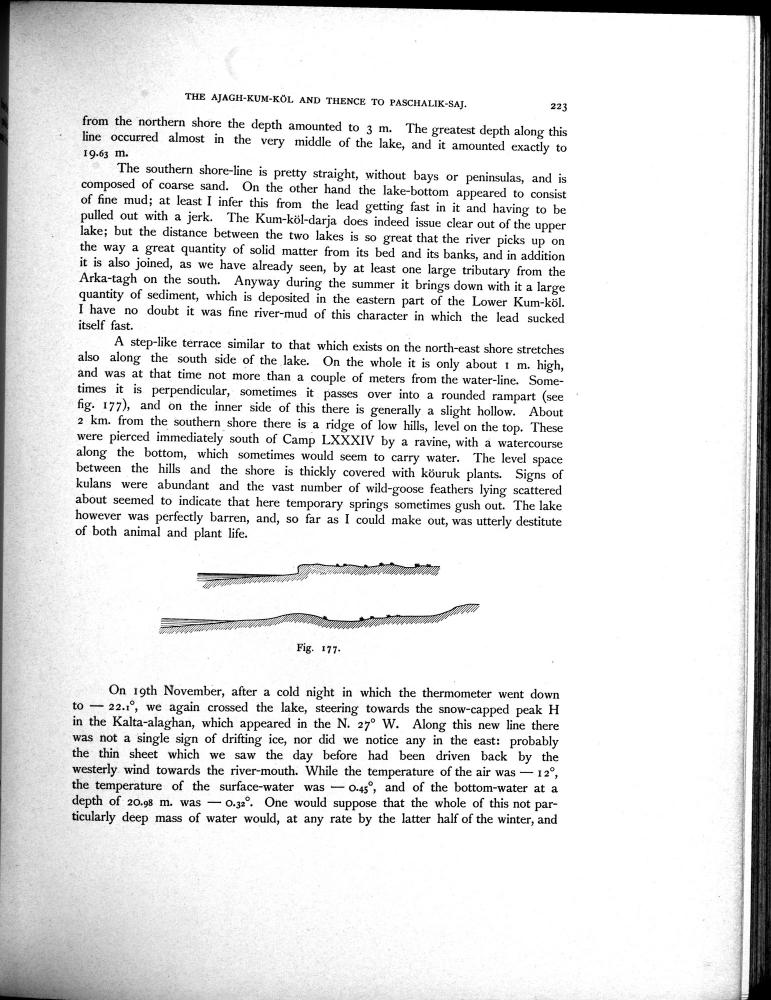 THE AJAGH-KUM-KÖL AND THENCE TO PASCHALIK-SAJ. 223
from the northern shore the depth amounted to 3 m. The greatest depth along this
line occurred almost in the very middle of the lake, and it amounted exactly to
19.63 m.
The southern shore-line is pretty straight, without bays or peninsulas, and is
composed of coarse sand. On the other hand the lake-bottom appeared to consist
of fine mud; at least I infer this from the lead getting fast in it and having to be
pulled out with a jerk. The Kum-köl-darja does indeed issue clear out of the upper
lake; but the distance between the two lakes is so great that the river picks up on
the way a great quantity of solid matter from its bed and its banks, and in addition
it is also joined, as we have already seen, by at least one large tributary from the
Arka-tagh on the south. Anyway during the summer it brings down with it a large
quantity of sediment, which is deposited in the eastern part of the Lower Kum-köl.
I have no doubt it was fine river-mud of this character in which the lead sucked
itself fast.
A step-like terrace similar to that which exists on the north-east shore stretches
also along the south side of the lake. On the whole it is only about 1 m. high,
and was at that time not more than a couple of meters from the water-line. Some-
times it is perpendicular, sometimes it passes over into a rounded rampart (see
fig. 177), and on the inner side of this there is generally a slight hollow. About
2 km. from the southern shore there is a ridge of low hills, level on the top. These
were pierced immediately south of Camp LXXXIV by a ravine, with a watercourse
along the bottom, which sometimes would seem to carry water. The level space
between the hills and the shore is thickly covered with köuruk plants. Signs of
kulans were abundant and the vast number of wild-goose feathers lying scattered
about seemed to indicate that here temporary springs sometimes gush out. The lake
however was perfectly barren, and, so far as I could make out, was utterly destitute
of both animal and plant life.
Fig. 177.
On 19th November, after a cold night in which the thermometer went down
to — 22.1°, we again crossed the lake, steering towards the snow-capped peak H
in the Kalta-alaghan, which appeared in the N. 27° W. Along this new line there
was not a single sign of drifting ice, nor did we notice any in the east: probably
the thin sheet which we saw the day before had been driven back by the
westerly wind towards the river-mouth. While the temperature of the air was — 12°,
the temperature of the surface-water was — 0.45°, and of the bottom-water at a
depth of 20.98 m. was — 0.32°. One would suppose that the whole of this not par-
ticularly deep mass of water would, at any rate by the latter half of the winter, and